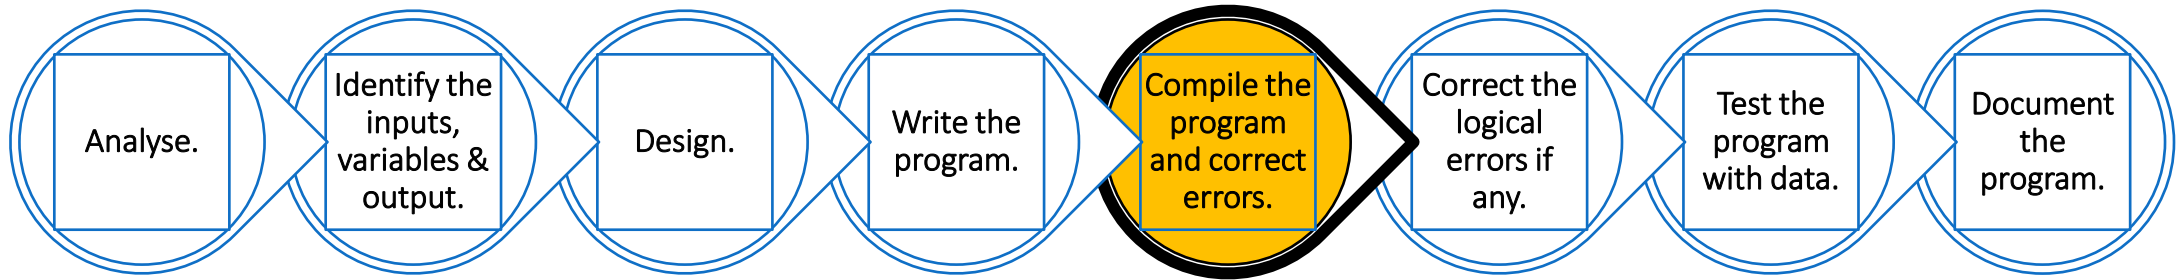 Analyse.
Identify the
inputs,
variables &
output.
Design.
Write the
program.
Compile the
program
and correct
errors.
Correct the
logical
errors if
any.
Test the
program
with data.
Document
the
program.